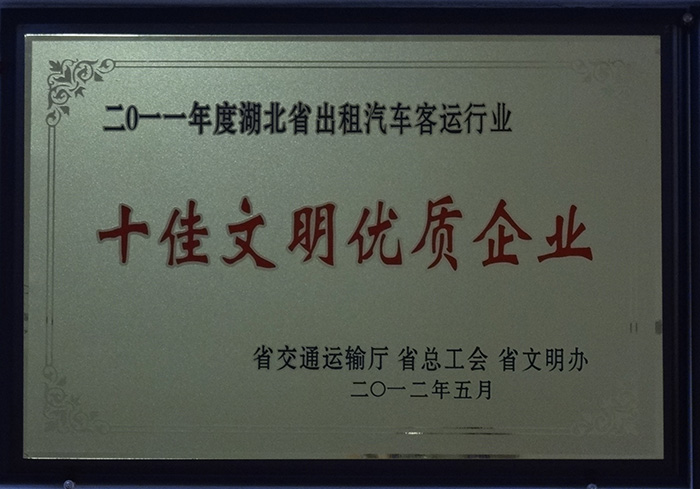 二0一一年度湖北省出租汽车客运行业
十佳文明优质企业
省交通运输厅 省总工会 省文明办
二〇一二年五月